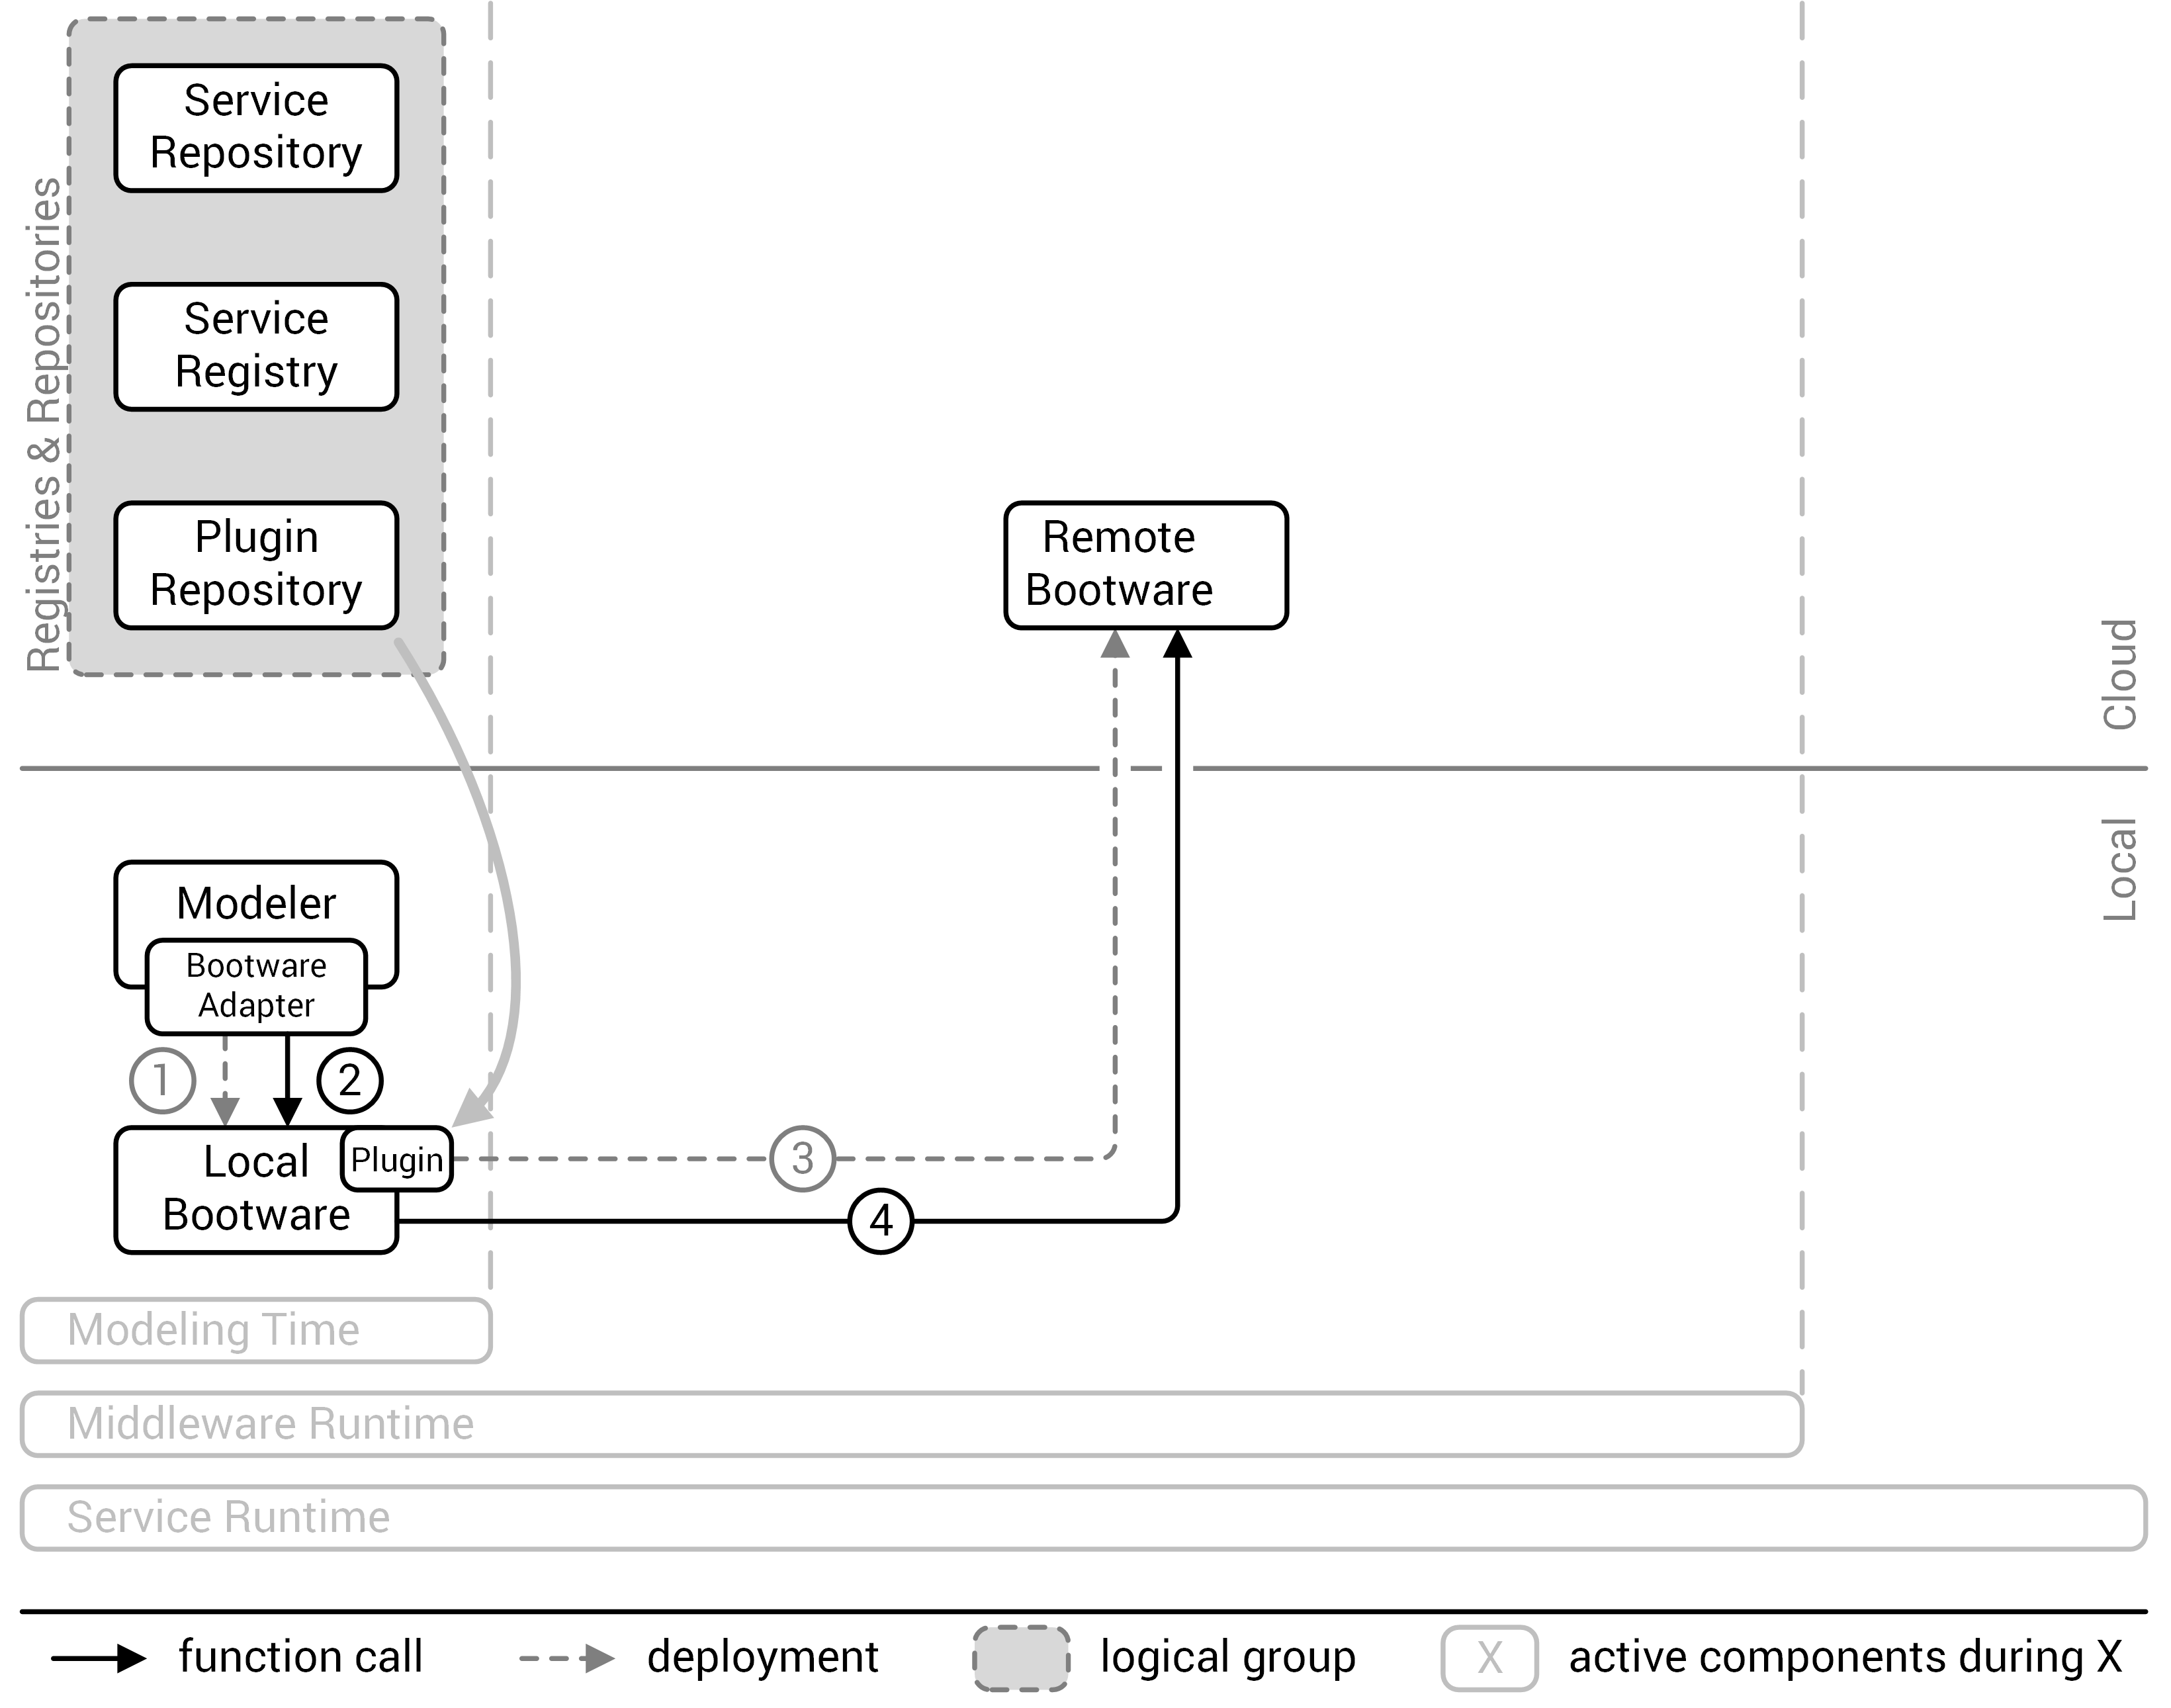 Registries & Repositories
Service
Repository
Service
Registry
Plugin
Repository
Remote
Bootware
Cloud
Local
Modeler
Bootware
Adapter
1
2
Local
Bootware
Plugin
3
4
Modeling Time
Middleware Runtime
Service Runtime
function call
deployment
logical group
X
active components during X